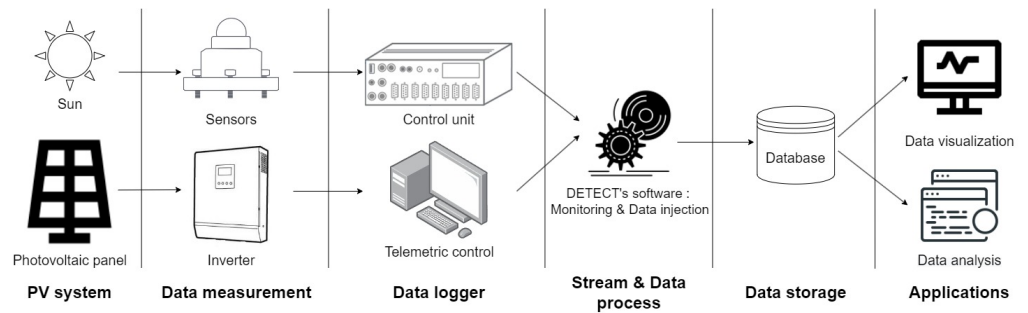 Sun
Photovoltaic panel
PV system
Sensors
Inverter
Data measurement
Control unit
Telemetric control
Data logger
DETECT's software :
Monitoring & Data injection
Stream & Data
process
Database
Data storage
Data visualization
Data analysis
Applications